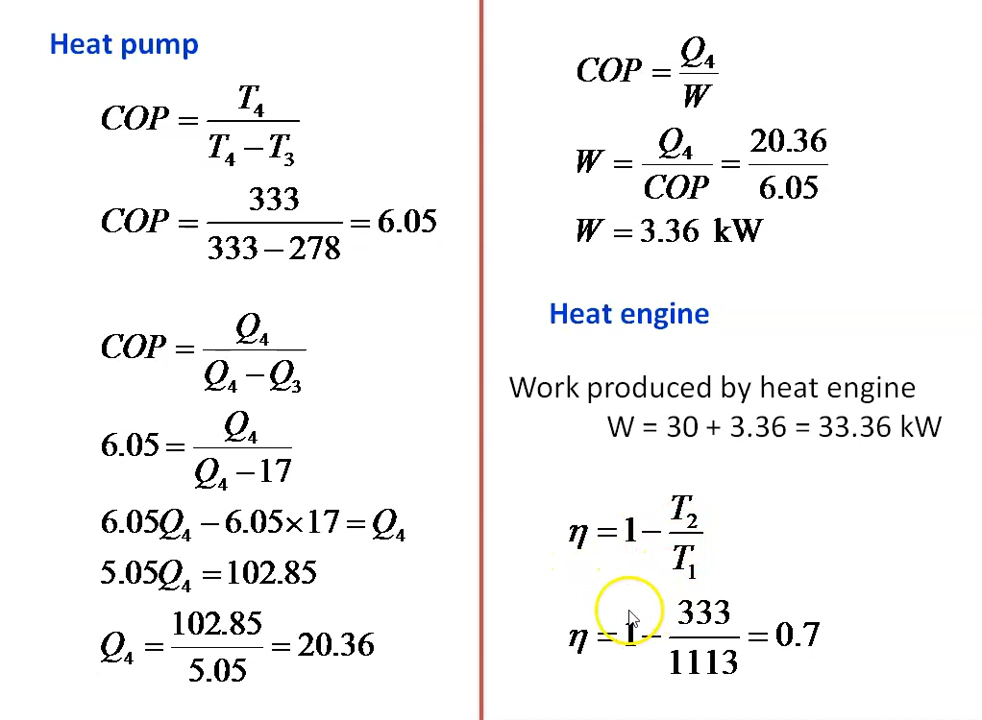 Heat pump
COP = T₄ / (T₄ − T₃)
COP = 333 / (333 − 278) = 6.05
COP = Q₄ / (Q₄ − Q₃)
6.05 = Q₄ / (Q₄ − 17)
6.05Q₄ − 6.05×17 = Q₄
5.05Q₄ = 102.85
Q₄ = 102.85 / 5.05 = 20.36
COP = Q₄ / W
W = Q₄ / COP = 20.36 / 6.05
W = 3.36 kW
Heat engine
Work produced by heat engine
W = 30 + 3.36 = 33.36 kW
η = 1 − T₂ / T₁
η = 1 − 333 / 1113 = 0.7